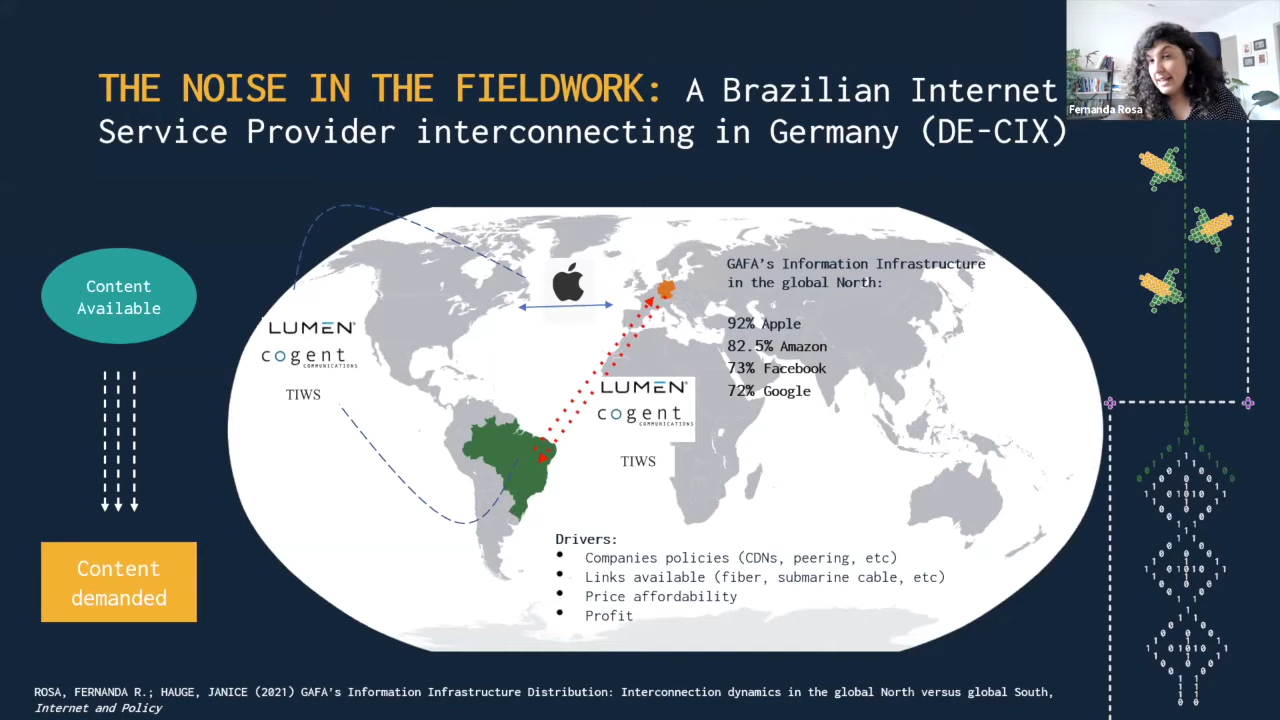 THE NOISE IN THE FIELDWORK: A Brazilian Internet
Service Provider interconnecting in Germany (DE-CIX)
Fernanda Rosa
Content
Available
Content
demanded
LUMEN®
cogent
COMMUNICATIONS
TIWS
LUMEN®
cogent
COMMUNICATIONS
TIWS
GAFA's Information Infrastructure
in the global North:
92% Apple
82.5% Amazon
73% Facebook
72% Google
Drivers:
• Companies policies (CDNs, peering, etc)
• Links available (fiber, submarine cable, etc)
• Price affordability
• Profit
ROSA, FERNANDA R.; HAUGE, JANICE (2021) GAFA's Information Infrastructure Distribution: Interconnection dynamics in the global North versus global South,
Internet and Policy